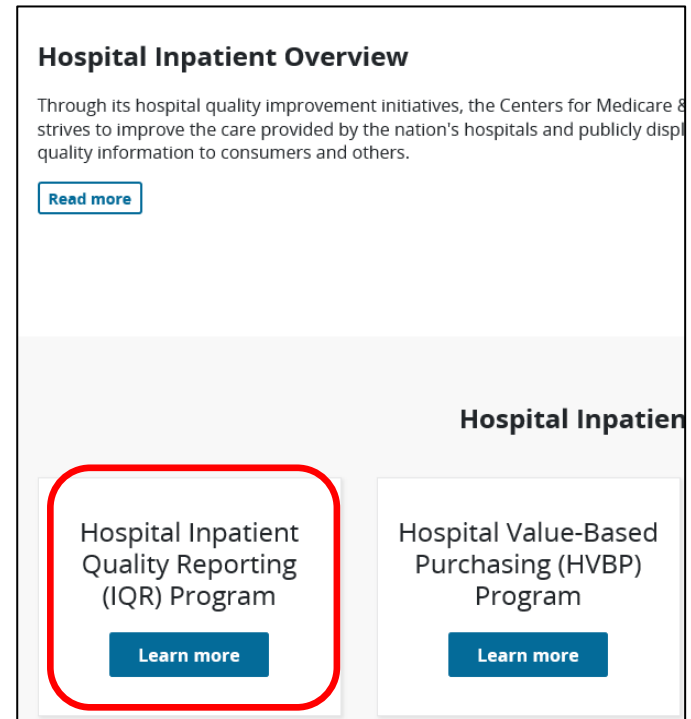 Hospital Inpatient Overview
Through its hospital quality improvement initiatives, the Centers for Medicare &
strives to improve the care provided by the nation's hospitals and publicly displ
quality information to consumers and others.
Read more
Hospital Inpatien
Hospital Inpatient
Quality Reporting
(IQR) Program
Learn more
Hospital Value-Based
Purchasing (HVBP)
Program
Learn more